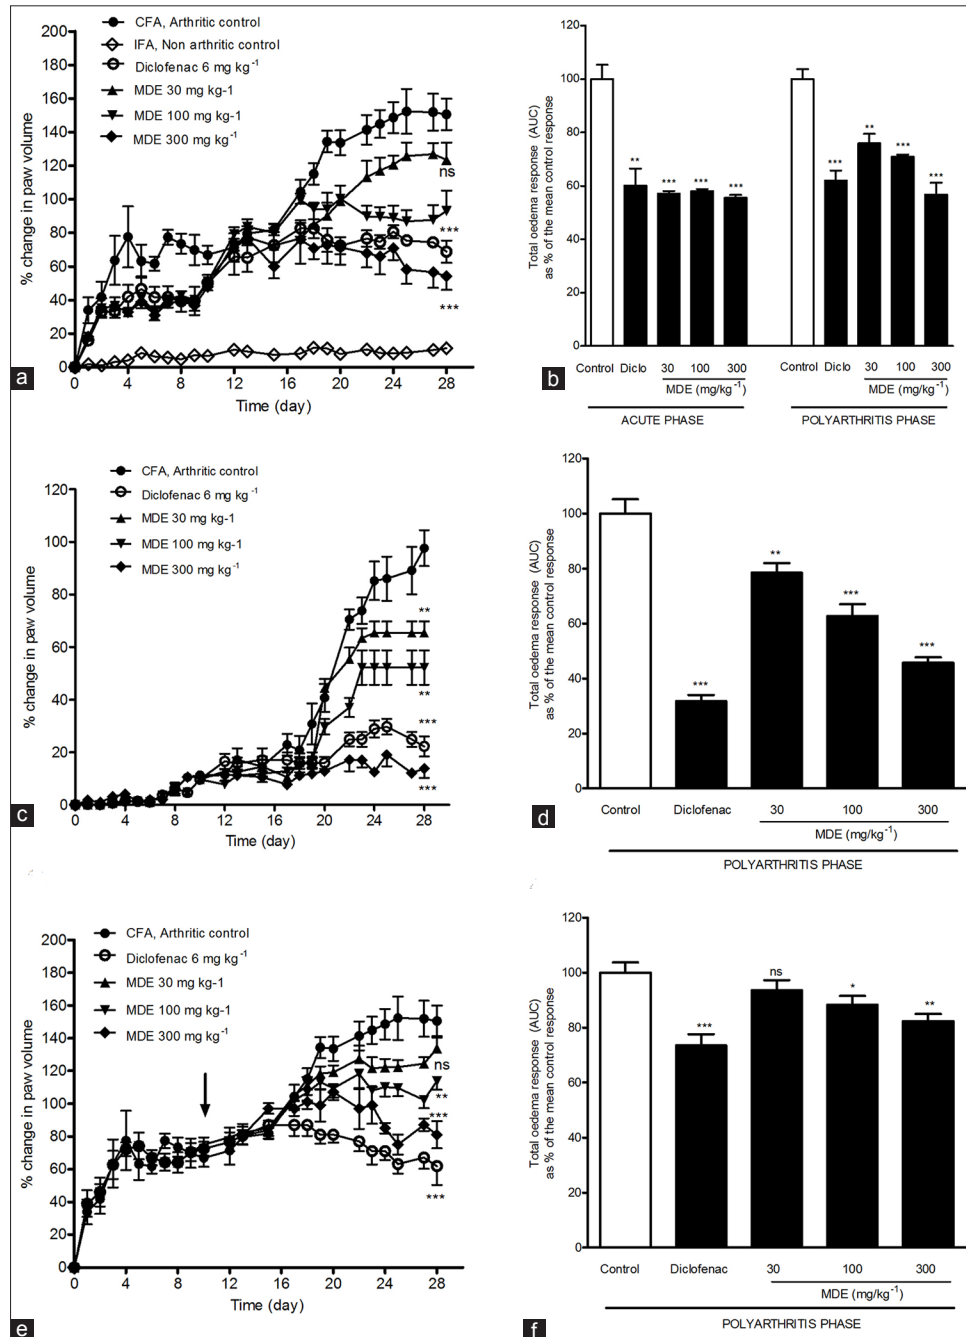 CFA, Arthritic control
IFA, Non arthritic control
Diclofenac 6 mg kg -1
MDE 30 mg kg-1
MDE 100 mg kg-1
MDE 300 mg kg-1
% change in paw volume
200
180
160
140
120
100
80
60
40
20
0
ns
***
***
0 4 8 12 16 20 24 28
Time (day)
a
Total oedema response (AUC)
as % of the mean control response
120
100
80
60
40
20
0
** *** *** *** *** ** *** ***
Control Diclo 30 100 300 Control Diclo 30 100 300
MDE (mg/kg-1) MDE (mg/kg-1)
ACUTE PHASE POLYARTHRITIS PHASE
b
CFA, Arthritic control
Diclofenac 6 mg kg -1
MDE 30 mg kg-1
MDE 100 mg kg-1
MDE 300 mg kg-1
% change in paw volume
120
100
80
60
40
20
0
**
**
***
***
0 4 8 12 16 20 24 28
Time (day)
c
Total oedema response (AUC)
as % of the mean control response
120
100
80
60
40
20
0
*** ** *** ***
Control Diclofenac 30 100 300
MDE (mg/kg-1)
POLYARTHRITIS PHASE
d
CFA, Arthritic control
Diclofenac 6 mg kg -1
MDE 30 mg kg-1
MDE 100 mg kg-1
MDE 300 mg kg-1
% change in paw volume
200
180
160
140
120
100
80
60
40
20
0
ns
**
***
***
0 4 8 12 16 20 24 28
Time (day)
e
Total oedema response (AUC)
as % of the mean control response
120
100
80
60
40
20
0
*** ns * **
Control Diclofenac 30 100 300
MDE (mg/kg-1)
POLYARTHRITIS PHASE
f